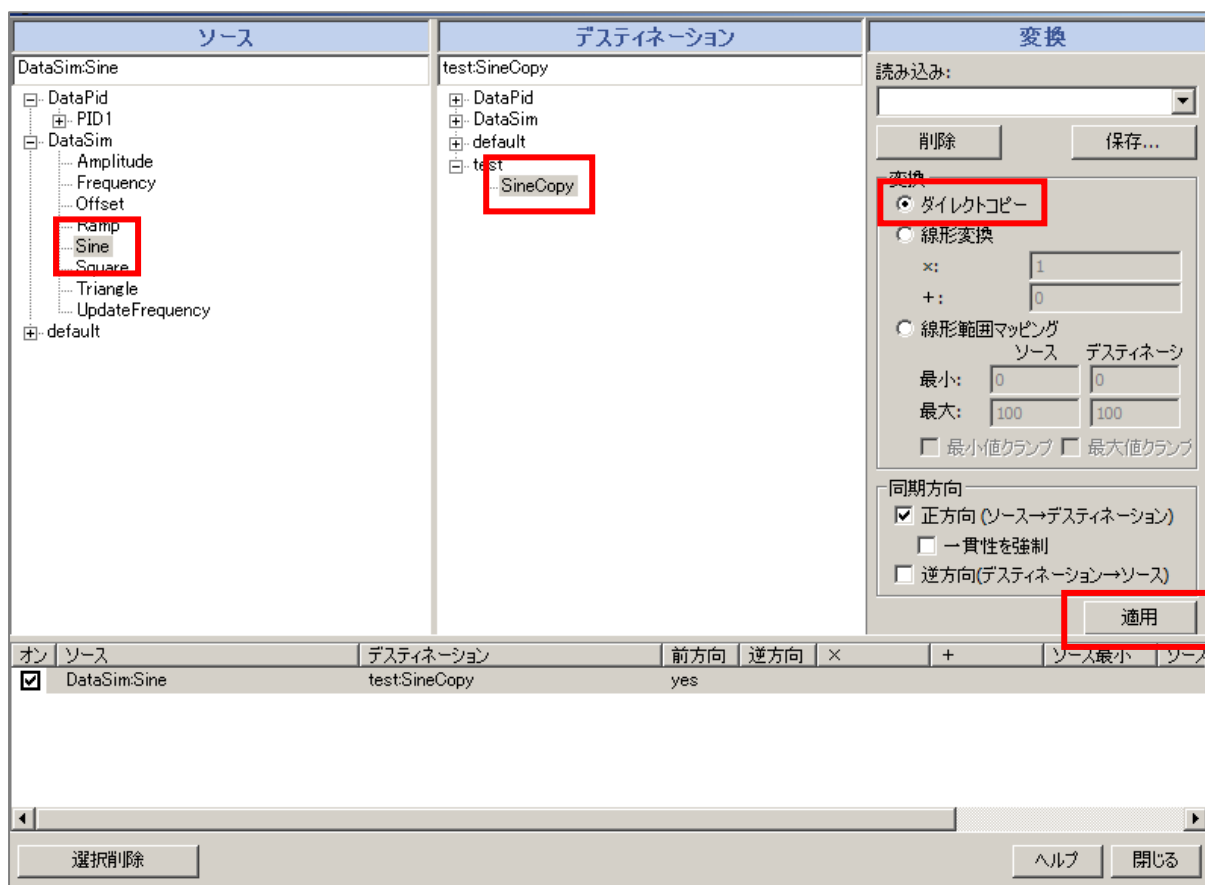 ソース
DataSim:Sine
DataPid
PID1
DataSim
Amplitude
Frequency
Offset
Ramp
Sine
Square
Triangle
UpdateFrequency
default
デスティネーション
test:SineCopy
DataPid
DataSim
default
test
SineCopy
変換
読み込み:
削除 保存...
変換
ダイレクトコピー
線形変換
×: 1
+: 0
線形範囲マッピング
ソース デスティネーシ
最小: 0 0
最大: 100 100
最小値クランプ 最大値クランプ
同期方向
正方向 (ソース→デスティネーション)
一貫性を強制
逆方向(デスティネーション→ソース)
適用
オン ソース デスティネーション 前方向 逆方向 × + ソース最小 ソース
DataSim:Sine test:SineCopy yes
選択削除 ヘルプ 閉じる